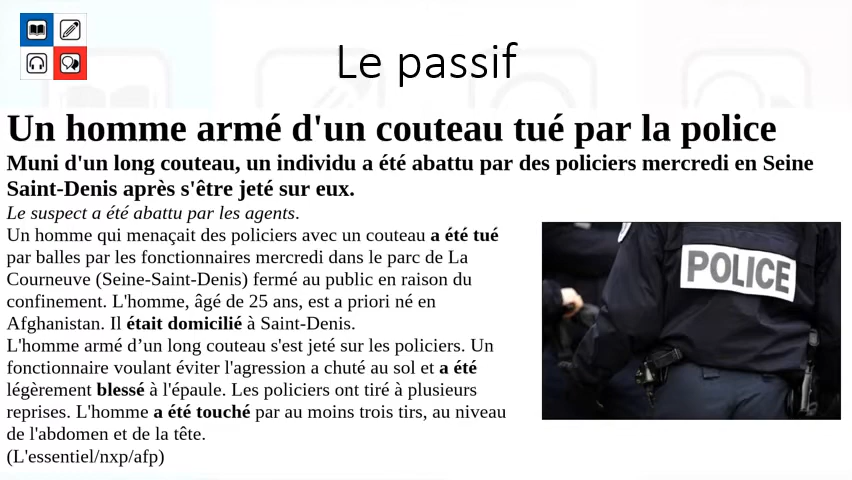 Le passif
Un homme armé d'un couteau tué par la police
Muni d'un long couteau, un individu a été abattu par des policiers mercredi en Seine
Saint-Denis après s'être jeté sur eux.
Le suspect a été abattu par les agents.
Un homme qui menaçait des policiers avec un couteau a été tué
par balles par les fonctionnaires mercredi dans le parc de La
Courneuve (Seine-Saint-Denis) fermé au public en raison du
confinement. L'homme, âgé de 25 ans, est a priori né en
Afghanistan. Il était domicilié à Saint-Denis.
L'homme armé d’un long couteau s'est jeté sur les policiers. Un
fonctionnaire voulant éviter l'agression a chuté au sol et a été
légèrement blessé à l'épaule. Les policiers ont tiré à plusieurs
reprises. L'homme a été touché par au moins trois tirs, au niveau
de l'abdomen et de la tête.
(L'essentiel/nxp/afp)
POLICE